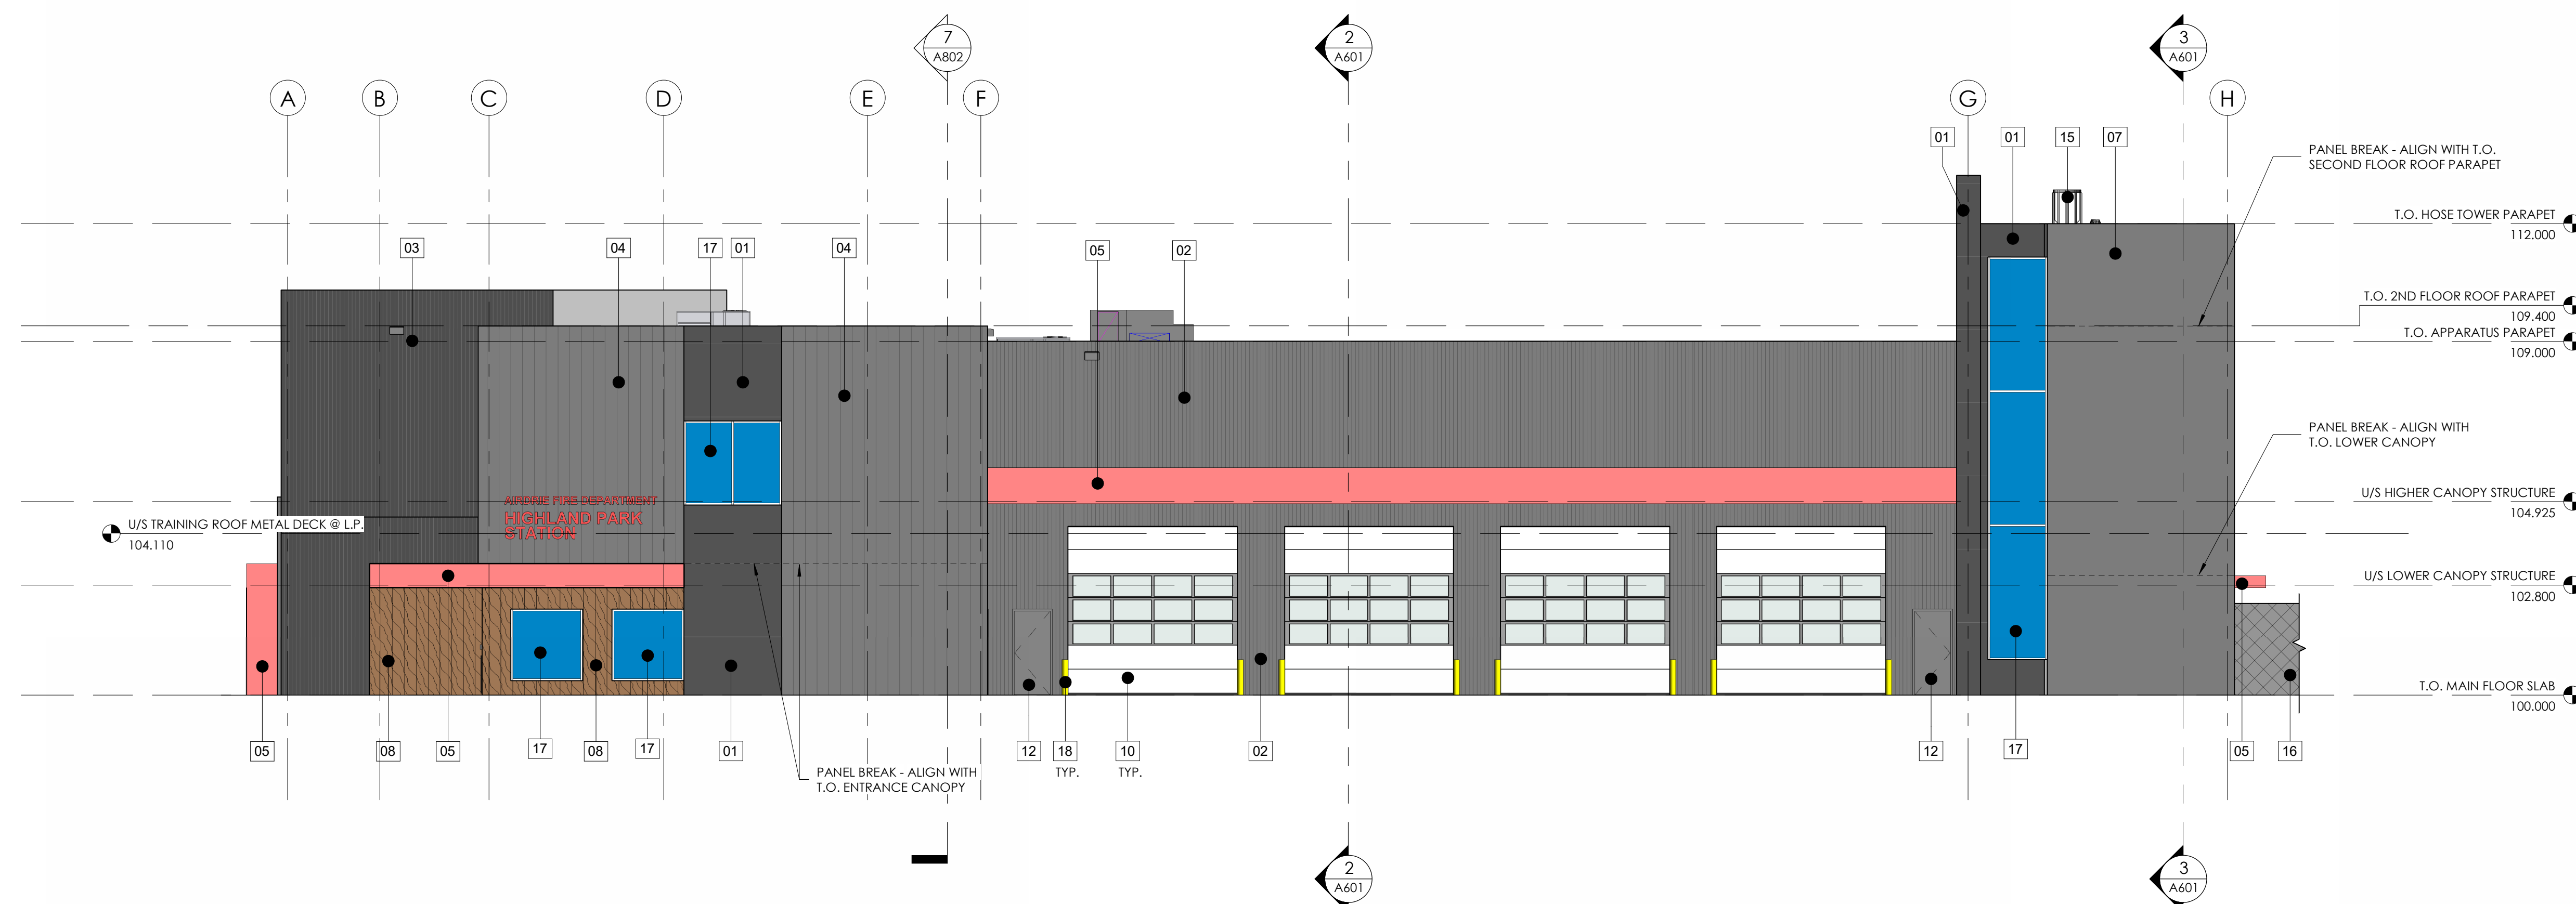 7
A802
2
A601
3
A601
A
B
C
D
E
F
G
H
01
01
15
07
PANEL BREAK - ALIGN WITH T.O.
SECOND FLOOR ROOF PARAPET
T.O. HOSE TOWER PARAPET
112.000
03
04
17
01
04
05
02
T.O. 2ND FLOOR ROOF PARAPET
109.400
T.O. APPARATUS PARAPET
109.000
PANEL BREAK - ALIGN WITH
T.O. LOWER CANOPY
U/S HIGHER CANOPY STRUCTURE
104.925
AIRDRIE FIRE DEPARTMENT
HIGHLAND PARK
STATION
U/S TRAINING ROOF METAL DECK @ L.P.
104.110
U/S LOWER CANOPY STRUCTURE
102.800
T.O. MAIN FLOOR SLAB
100.000
05
08
05
17
08
17
01
12
18
TYP.
10
TYP.
02
12
17
05
16
PANEL BREAK - ALIGN WITH
T.O. ENTRANCE CANOPY
2
A601
3
A601